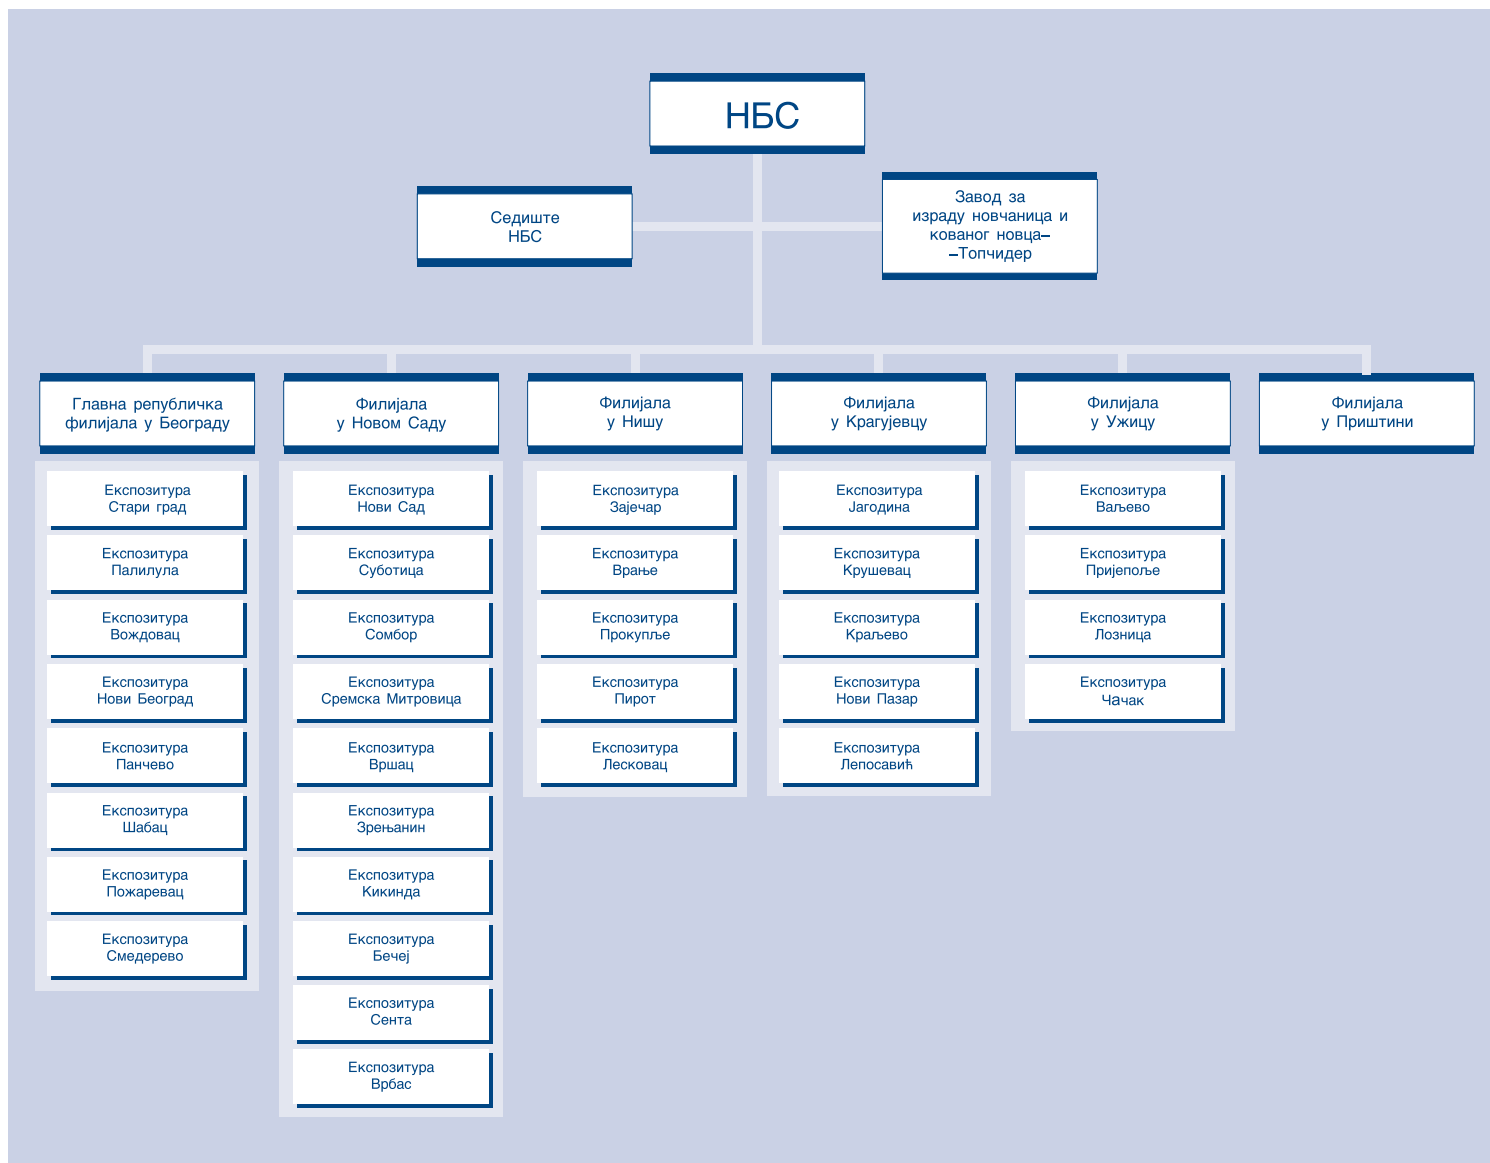 НБС
Седиште
НБС
Завод за
израду новчаница и
кованог новца–
–Топчидер
Главна републичка
филијала у Београду
Експозитура
Стари град
Експозитура
Палилула
Експозитура
Вождовац
Експозитура
Нови Београд
Експозитура
Панчево
Експозитура
Шабац
Експозитура
Пожаревац
Експозитура
Смедерево
Филијала
у Новом Саду
Експозитура
Нови Сад
Експозитура
Суботица
Експозитура
Сомбор
Експозитура
Сремска Митровица
Експозитура
Вршац
Експозитура
Зрењанин
Експозитура
Кикинда
Експозитура
Бечеј
Експозитура
Сента
Експозитура
Врбас
Филијала
у Нишу
Експозитура
Зајечар
Експозитура
Врање
Експозитура
Прокупље
Експозитура
Пирот
Експозитура
Лесковац
Филијала
у Крагујевцу
Експозитура
Јагодина
Експозитура
Крушевац
Експозитура
Краљево
Експозитура
Нови Пазар
Експозитура
Лепосавић
Филијала
у Ужицу
Експозитура
Ваљево
Експозитура
Пријепоље
Експозитура
Лозница
Експозитура
Чачак
Филијала
у Приштини